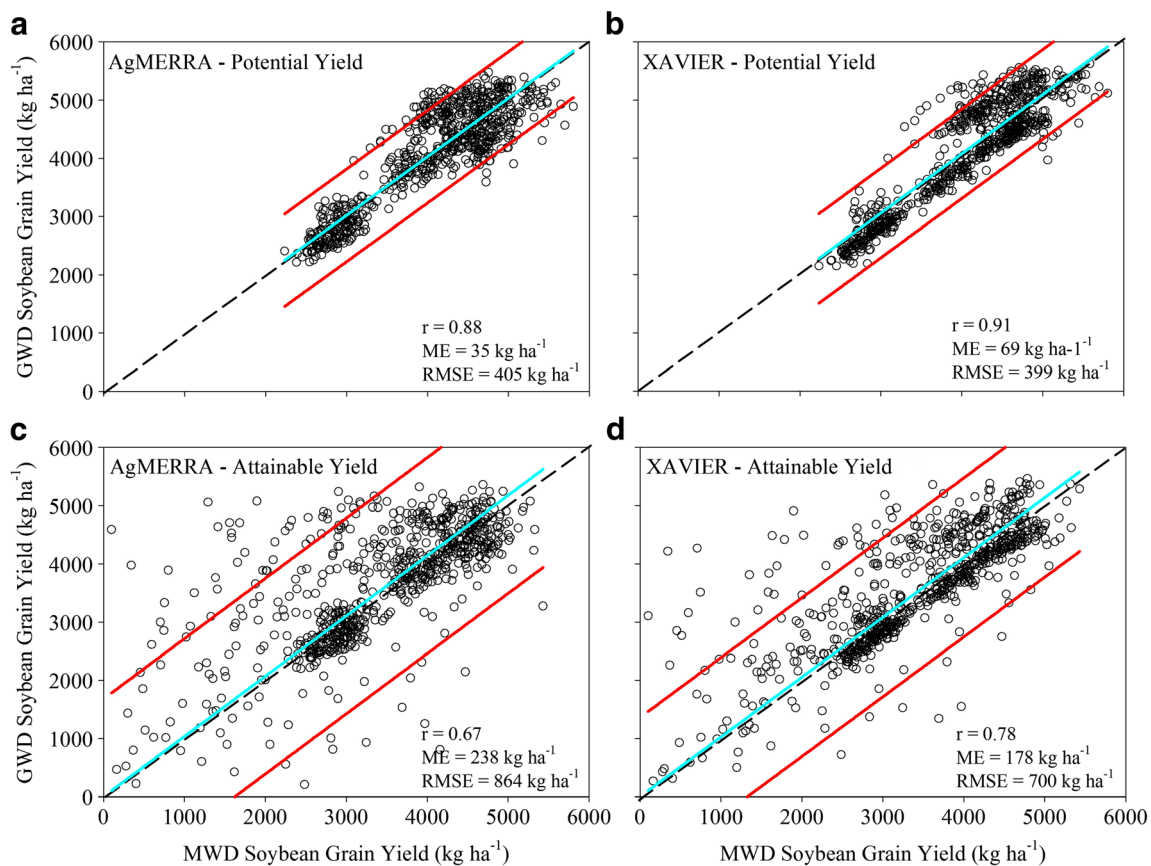 a
b
AgMERRA - Potential Yield
XAVIER - Potential Yield
GWD Soybean Grain Yield (kg ha⁻¹)
6000
5000
4000
3000
2000
1000
0
r = 0.88
ME = 35 kg ha⁻¹
RMSE = 405 kg ha⁻¹
r = 0.91
ME = 69 kg ha-1⁻¹
RMSE = 399 kg ha⁻¹
c
d
AgMERRA - Attainable Yield
XAVIER - Attainable Yield
GWD Soybean Grain Yield (kg ha⁻¹)
6000
5000
4000
3000
2000
1000
0
r = 0.67
ME = 238 kg ha⁻¹
RMSE = 864 kg ha⁻¹
r = 0.78
ME = 178 kg ha⁻¹
RMSE = 700 kg ha⁻¹
0 1000 2000 3000 4000 5000 6000
0 1000 2000 3000 4000 5000 6000
MWD Soybean Grain Yield (kg ha⁻¹)
MWD Soybean Grain Yield (kg ha⁻¹)